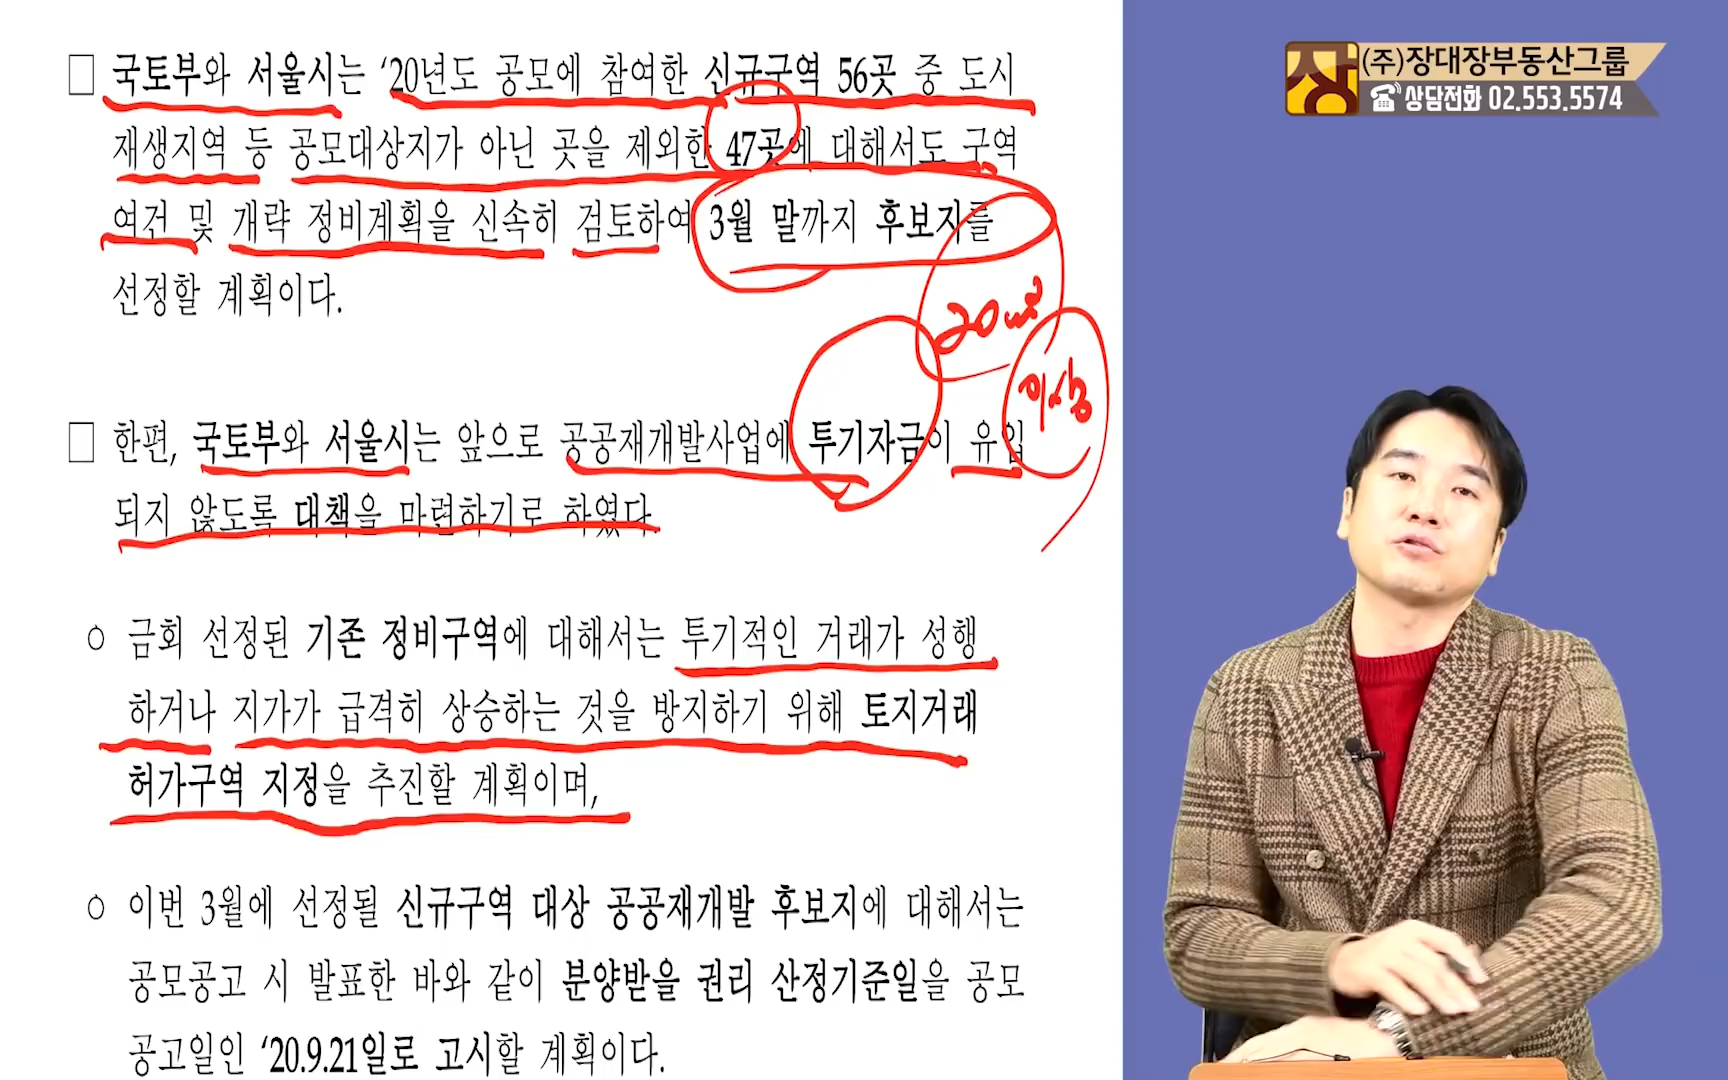 □ 국토부와 서울시는 ‘20년도 공모에 참여한 신규구역 56곳 중 도시
재생지역 등 공모대상지가 아닌 곳을 제외한 47곳에 대해서도 구역
여건 및 개략 정비계획을 신속히 검토하여 3월 말까지 후보지를
선정할 계획이다.
20
이상
□ 한편, 국토부와 서울시는 앞으로 공공재개발사업에 투기자금이 유입
되지 않도록 대책을 마련하기로 하였다.
○ 금회 선정된 기존 정비구역에 대해서는 투기적인 거래가 성행
하거나 지가가 급격히 상승하는 것을 방지하기 위해 토지거래
허가구역 지정을 추진할 계획이며,
○ 이번 3월에 선정될 신규구역 대상 공공재개발 후보지에 대해서는
공모공고 시 발표한 바와 같이 분양받을 권리 산정기준일을 공모
공고일인 ‘20.9.21일로 고시할 계획이다.
장
(주)장대장부동산그룹
☎상담전화 02.553.5574